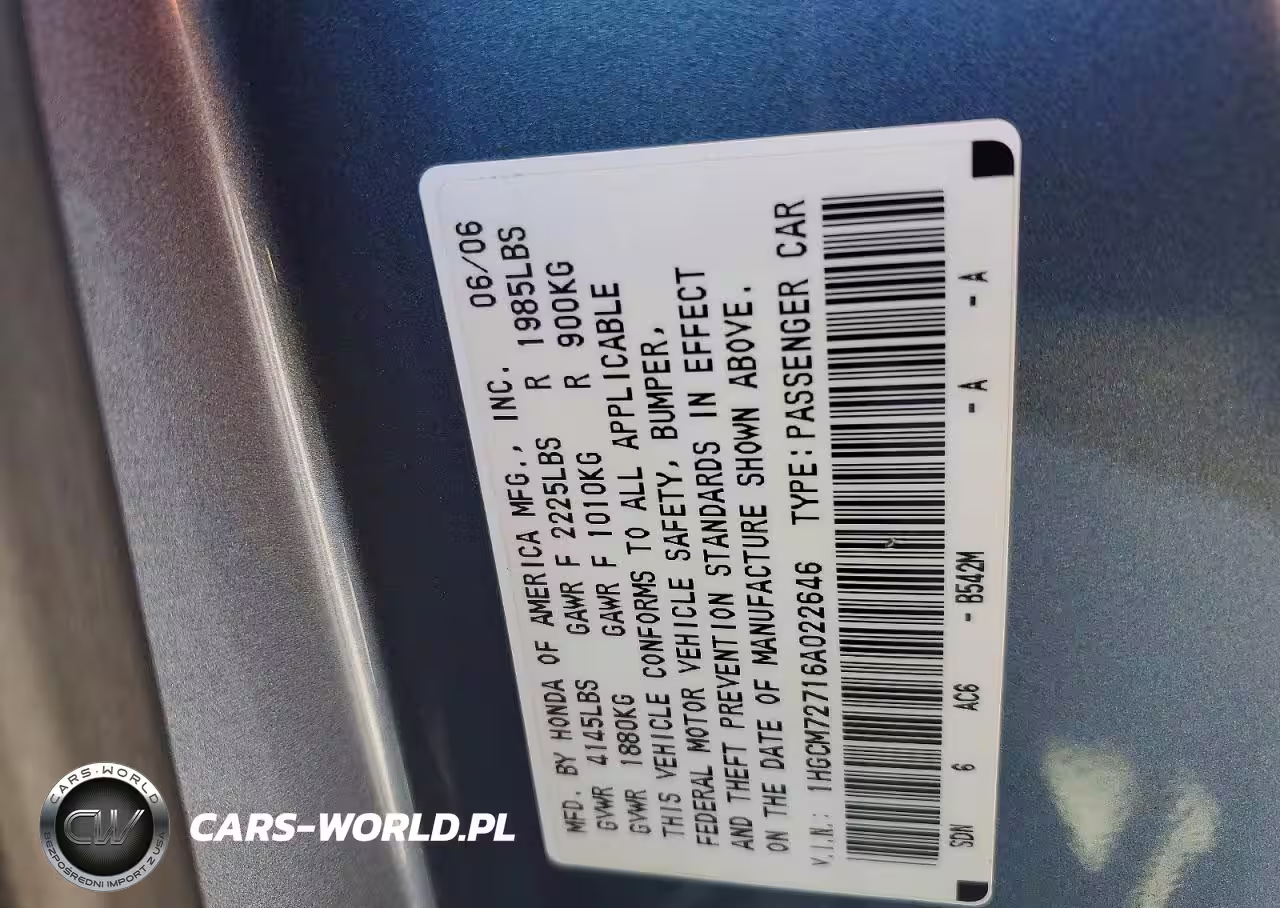 MFD. BY HONDA OF AMERICA MFG., INC. 06/06
GVWR 4145LBS GAWR F 2225LBS R 1985LBS
GVWR 1880KG GAWR F 1010KG R 900KG
THIS VEHICLE CONFORMS TO ALL APPLICABLE
FEDERAL MOTOR VEHICLE SAFETY, BUMPER,
AND THEFT PREVENTION STANDARDS IN EFFECT
ON THE DATE OF MANUFACTURE SHOWN ABOVE.
V.I.N.: 1HGCM72716A022646 TYPE:PASSENGER CAR
SDN 6 AC6 - B542M - A - A
CARS-WORLD
CW
BEZPOŚREDNI IMPORT Z USA
CARS-WORLD.PL